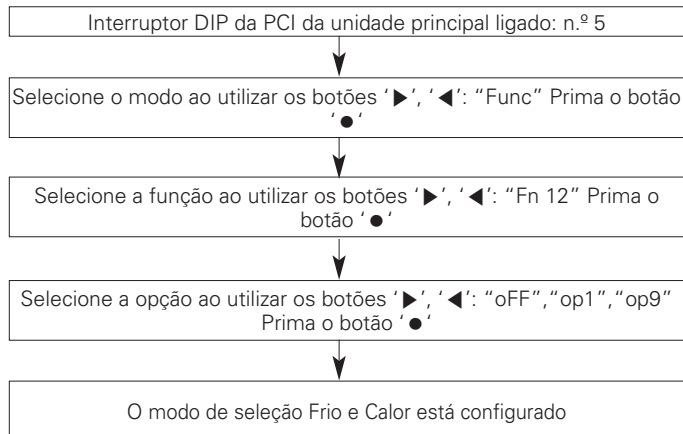 Interruptor DIP da PCI da unidade principal ligado: n.º 5
Selecione o modo ao utilizar os botões ‘▶’, ‘◀’: “Func” Prima o botão
‘●‘
Selecione a função ao utilizar os botões ‘▶’, ‘◀’: “Fn 12” Prima o
botão ‘●‘
Selecione a opção ao utilizar os botões ‘▶’, ‘◀’: “oFF”,“op1”,“op9”
Prima o botão ‘●‘
O modo de seleção Frio e Calor está configurado